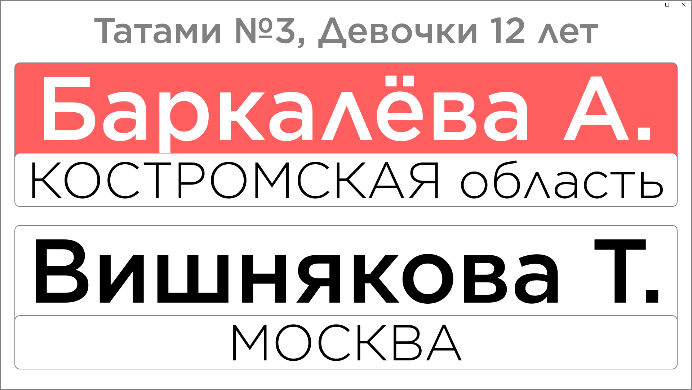 Татами №3, Девочки 12 лет
Баркалёва А.
КОСТРОМСКАЯ область
Вишнякова Т.
МОСКВА